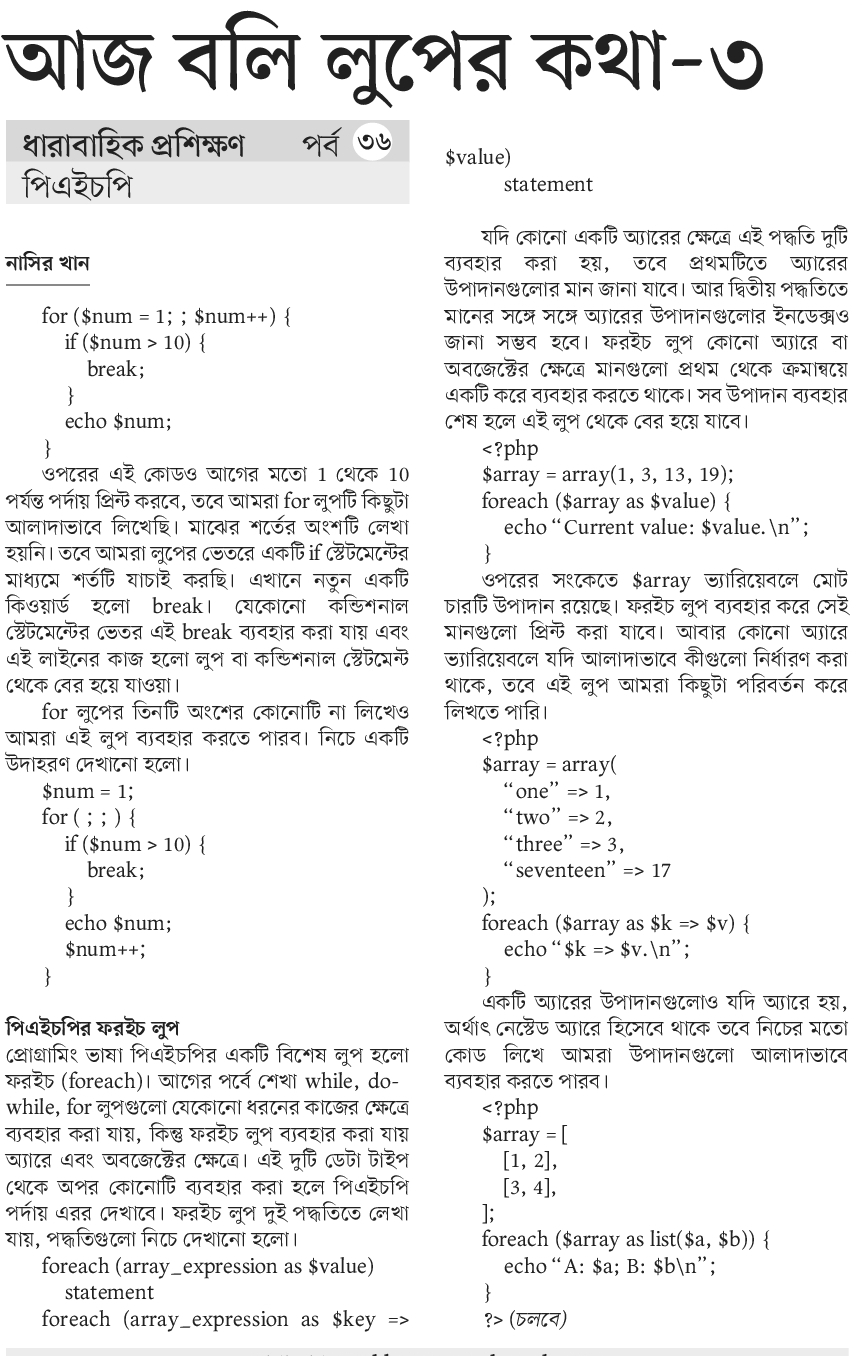 আজ বলি লুপের কথা-৩
ধারাবাহিক প্রশিক্ষণ পর্ব ৩৬
পিএইচপি
নাসির খান
for ($num = 1; ; $num++) {
if ($num > 10) {
break;
}
echo $num;
}
ওপরের এই কোডও আগের মতো 1 থেকে 10
পর্যন্ত পর্দায় প্রিন্ট করবে, তবে আমরা for লুপটি কিছুটা
আলাদাভাবে লিখেছি। মাঝের শর্তের অংশটি লেখা
হয়নি। তবে আমরা লুপের ভেতরে একটি if স্টেটমেন্টের
মাধ্যমে শর্তটি যাচাই করছি। এখানে নতুন একটি
কিওয়ার্ড হলো break। যেকোনো কন্ডিশনাল
স্টেটমেন্টের ভেতর এই break ব্যবহার করা যায় এবং
এই লাইনের কাজ হলো লুপ বা কন্ডিশনাল স্টেটমেন্ট
থেকে বের হয়ে যাওয়া।
for লুপের তিনটি অংশের কোনোটি না লিখেও
আমরা এই লুপ ব্যবহার করতে পারব। নিচে একটি
উদাহরণ দেখানো হলো।
$num = 1;
for ( ; ; ) {
if ($num > 10) {
break;
}
echo $num;
$num++;
}
পিএইচপির ফরইচ লুপ
প্রোগ্রামিং ভাষা পিএইচপির একটি বিশেষ লুপ হলো
ফরইচ (foreach)। আগের পর্বে শেখা while, do-
while, for লুপগুলো যেকোনো ধরনের কাজের ক্ষেত্রে
ব্যবহার করা যায়, কিন্তু ফরইচ লুপ ব্যবহার করা যায়
অ্যারে এবং অবজেক্টের ক্ষেত্রে। এই দুটি ডেটা টাইপ
থেকে অপর কোনোটি ব্যবহার করা হলে পিএইচপি
পর্দায় এরর দেখাবে। ফরইচ লুপ দুই পদ্ধতিতে লেখা
যায়, পদ্ধতিগুলো নিচে দেখানো হলো।
foreach (array_expression as $value)
statement
foreach (array_expression as $key =>
$value)
statement
যদি কোনো একটি অ্যারের ক্ষেত্রে এই পদ্ধতি দুটি
ব্যবহার করা হয়, তবে প্রথমটিতে অ্যারের
উপাদানগুলোর মান জানা যাবে। আর দ্বিতীয় পদ্ধতিতে
মানের সঙ্গে সঙ্গে অ্যারের উপাদানগুলোর ইনডেক্সও
জানা সম্ভব হবে। ফরইচ লুপ কোনো অ্যারে বা
অবজেক্টের ক্ষেত্রে মানগুলো প্রথম থেকে ক্রমান্বয়ে
একটি করে ব্যবহার করতে থাকে। সব উপাদান ব্যবহার
শেষ হলে এই লুপ থেকে বের হয়ে যাবে।
<?php
$array = array(1, 3, 13, 19);
foreach ($array as $value) {
echo “Current value: $value.\n”;
}
ওপরের সংকেতে $array ভ্যারিয়েবলে মোট
চারটি উপাদান রয়েছে। ফরইচ লুপ ব্যবহার করে সেই
মানগুলো প্রিন্ট করা যাবে। আবার কোনো অ্যারে
ভ্যারিয়েবলে যদি আলাদাভাবে কীগুলো নির্ধারণ করা
থাকে, তবে এই লুপ আমরা কিছুটা পরিবর্তন করে
লিখতে পারি।
<?php
$array = array(
“one” => 1,
“two” => 2,
“three” => 3,
“seventeen” => 17
);
foreach ($array as $k => $v) {
echo “$k => $v.\n”;
}
একটি অ্যারের উপাদানগুলোও যদি অ্যারে হয়,
অর্থাৎ নেস্টেড অ্যারে হিসেবে থাকে তবে নিচের মতো
কোড লিখে আমরা উপাদানগুলো আলাদাভাবে
ব্যবহার করতে পারব।
<?php
$array = [
[1, 2],
[3, 4],
];
foreach ($array as list($a, $b)) {
echo “A: $a; B: $b\n”;
}
?> (চলবে)